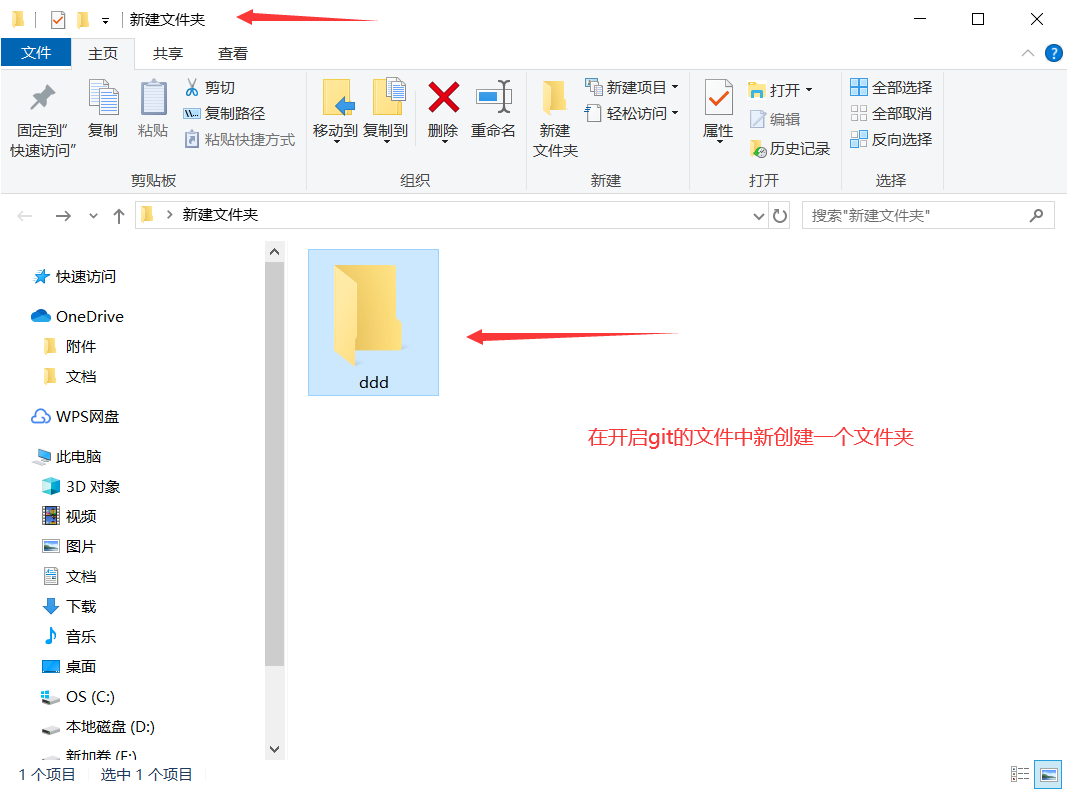 新建文件夹
文件 主页 共享 查看
固定到"快速访问"
复制
粘贴
剪切
复制路径
粘贴快捷方式
剪贴板
移动到
复制到
删除
重命名
组织
新建文件夹
新建项目
轻松访问
新建
属性
打开
编辑
历史记录
打开
全部选择
全部取消
反向选择
选择
新建文件夹
搜索"新建文件夹"
快速访问
OneDrive
附件
文档
WPS网盘
此电脑
3D 对象
视频
图片
文档
下载
音乐
桌面
OS (C:)
本地磁盘 (D:)
新加卷 (E:)
ddd
在开启git的文件中新创建一个文件夹
1 个项目 选中 1 个项目